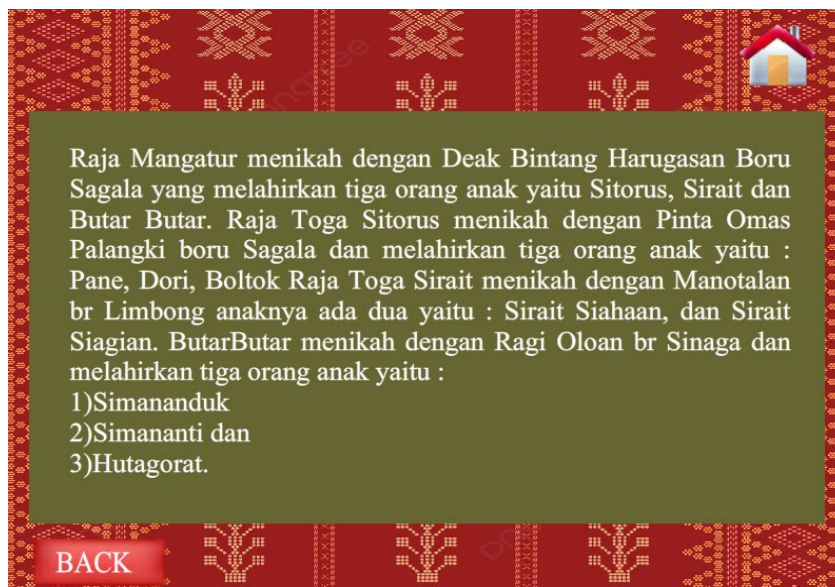 Raja Mangatur menikah dengan Deak Bintang Harugasan Boru
Sagala yang melahirkan tiga orang anak yaitu Sitorus, Sirait dan
Butar Butar. Raja Toga Sitorus menikah dengan Pinta Omas
Palangki boru Sagala dan melahirkan tiga orang anak yaitu :
Pane, Dori, Boltok Raja Toga Sirait menikah dengan Manotalan
br Limbong anaknya ada dua yaitu : Sirait Siahaan, dan Sirait
Siagian. ButarButar menikah dengan Ragi Oloan br Sinaga dan
melahirkan tiga orang anak yaitu :
1)Simananduk
2)Simananti dan
3)Hutagorat.
BACK